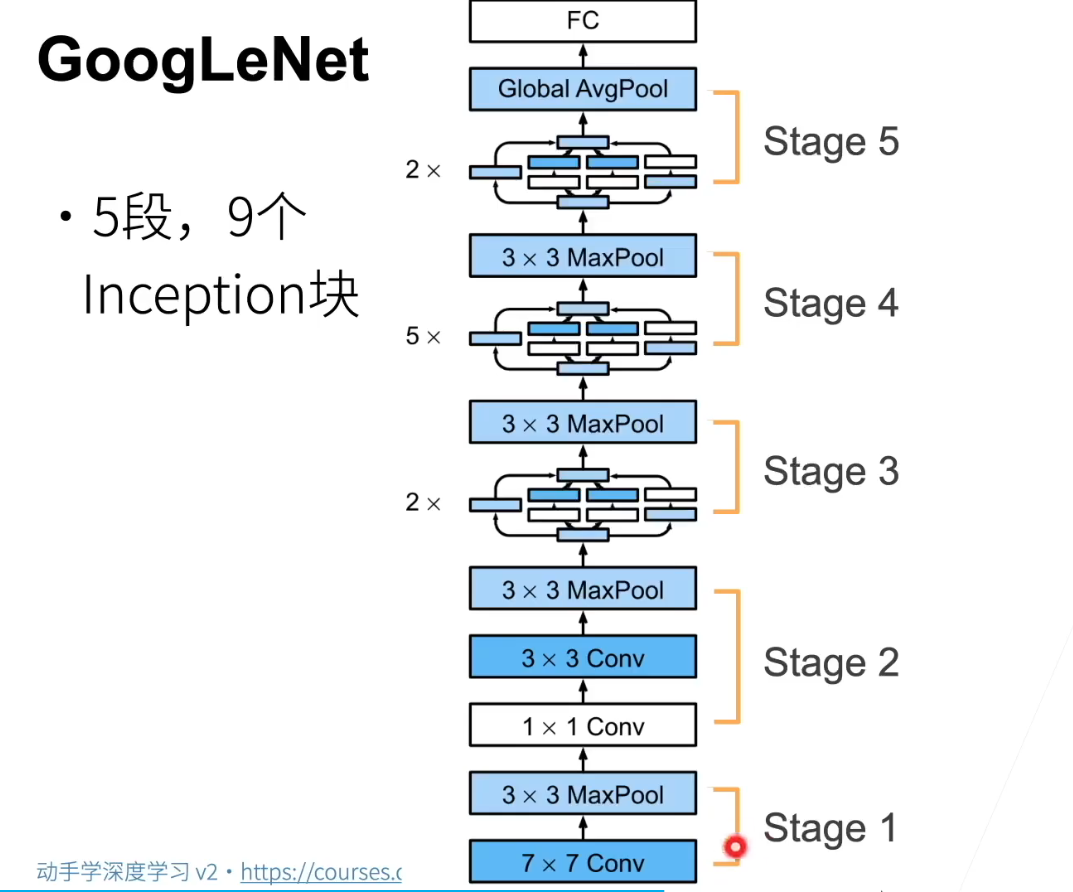 GoogLeNet
• 5段，9个
Inception块
FC
Global AvgPool
2 ×
Stage 5
3 × 3 MaxPool
5 ×
Stage 4
3 × 3 MaxPool
2 ×
Stage 3
3 × 3 MaxPool
3 × 3 Conv
1 × 1 Conv
Stage 2
3 × 3 MaxPool
7 × 7 Conv
Stage 1
动手学深度学习 v2 • https://courses.